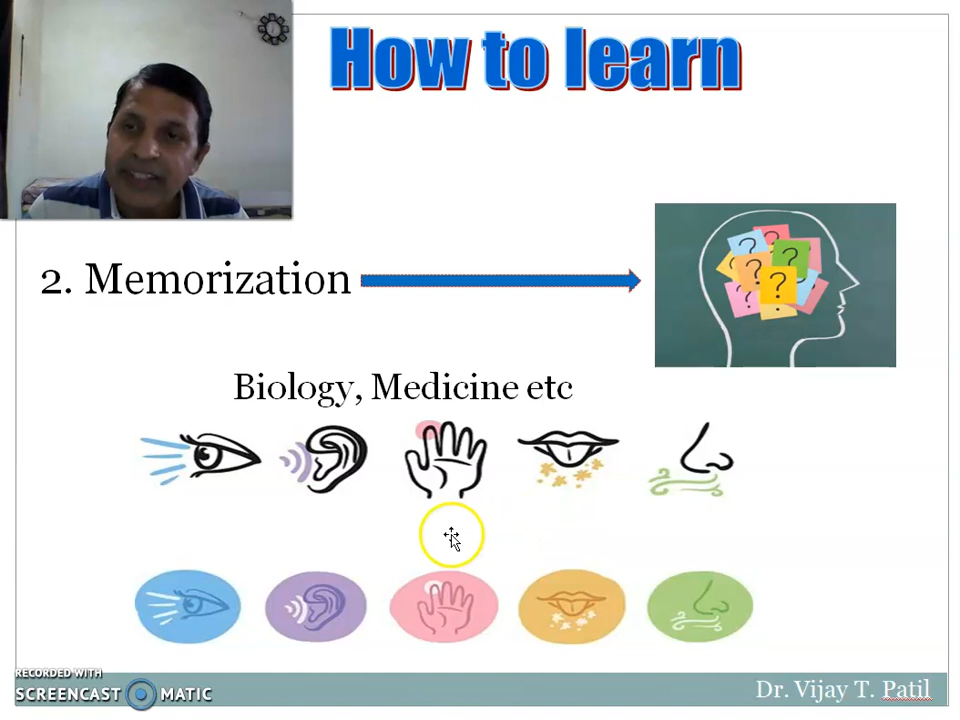 How to learn
2. Memorization
? ? ? ? ? ? ?
Biology, Medicine etc
RECORDED WITH
SCREENCAST MATIC
Dr. Vijay T. Patil